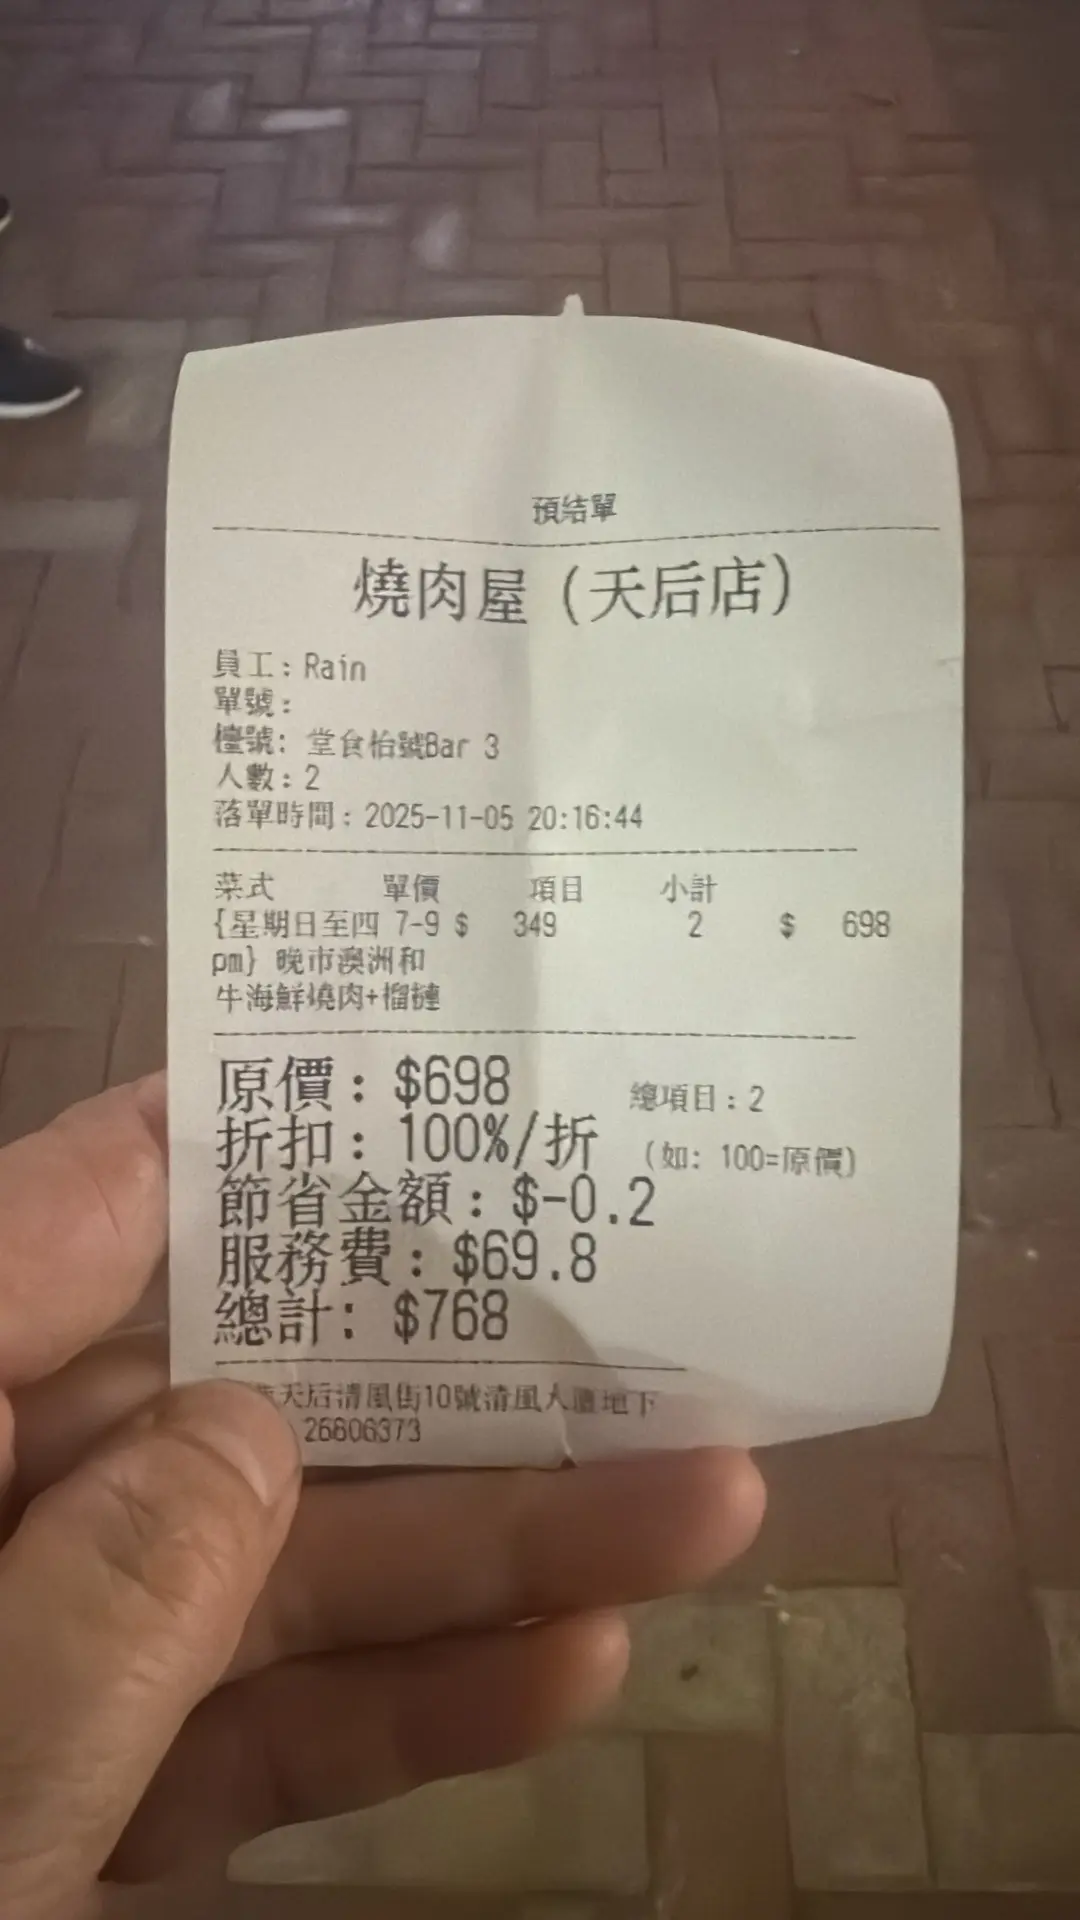 預结單
燒肉屋（天后店）
員工：Rain
單號：
檯號: 堂食枱號Bar 3
人數：2
落單時間：2025-11-05 20:16:44
菜式 單價 項目 小計
{星期日至四 7-9 $ 349 2 $ 698
pm} 晚市澳洲和
牛海鮮燒肉+榴槤
原價：$698 總項目：2
折扣：100%/折 （如: 100=原價）
節省金額：$-0.2
服務費：$69.8
總計: $768
天后清風街10號清風大廈地下
26806373